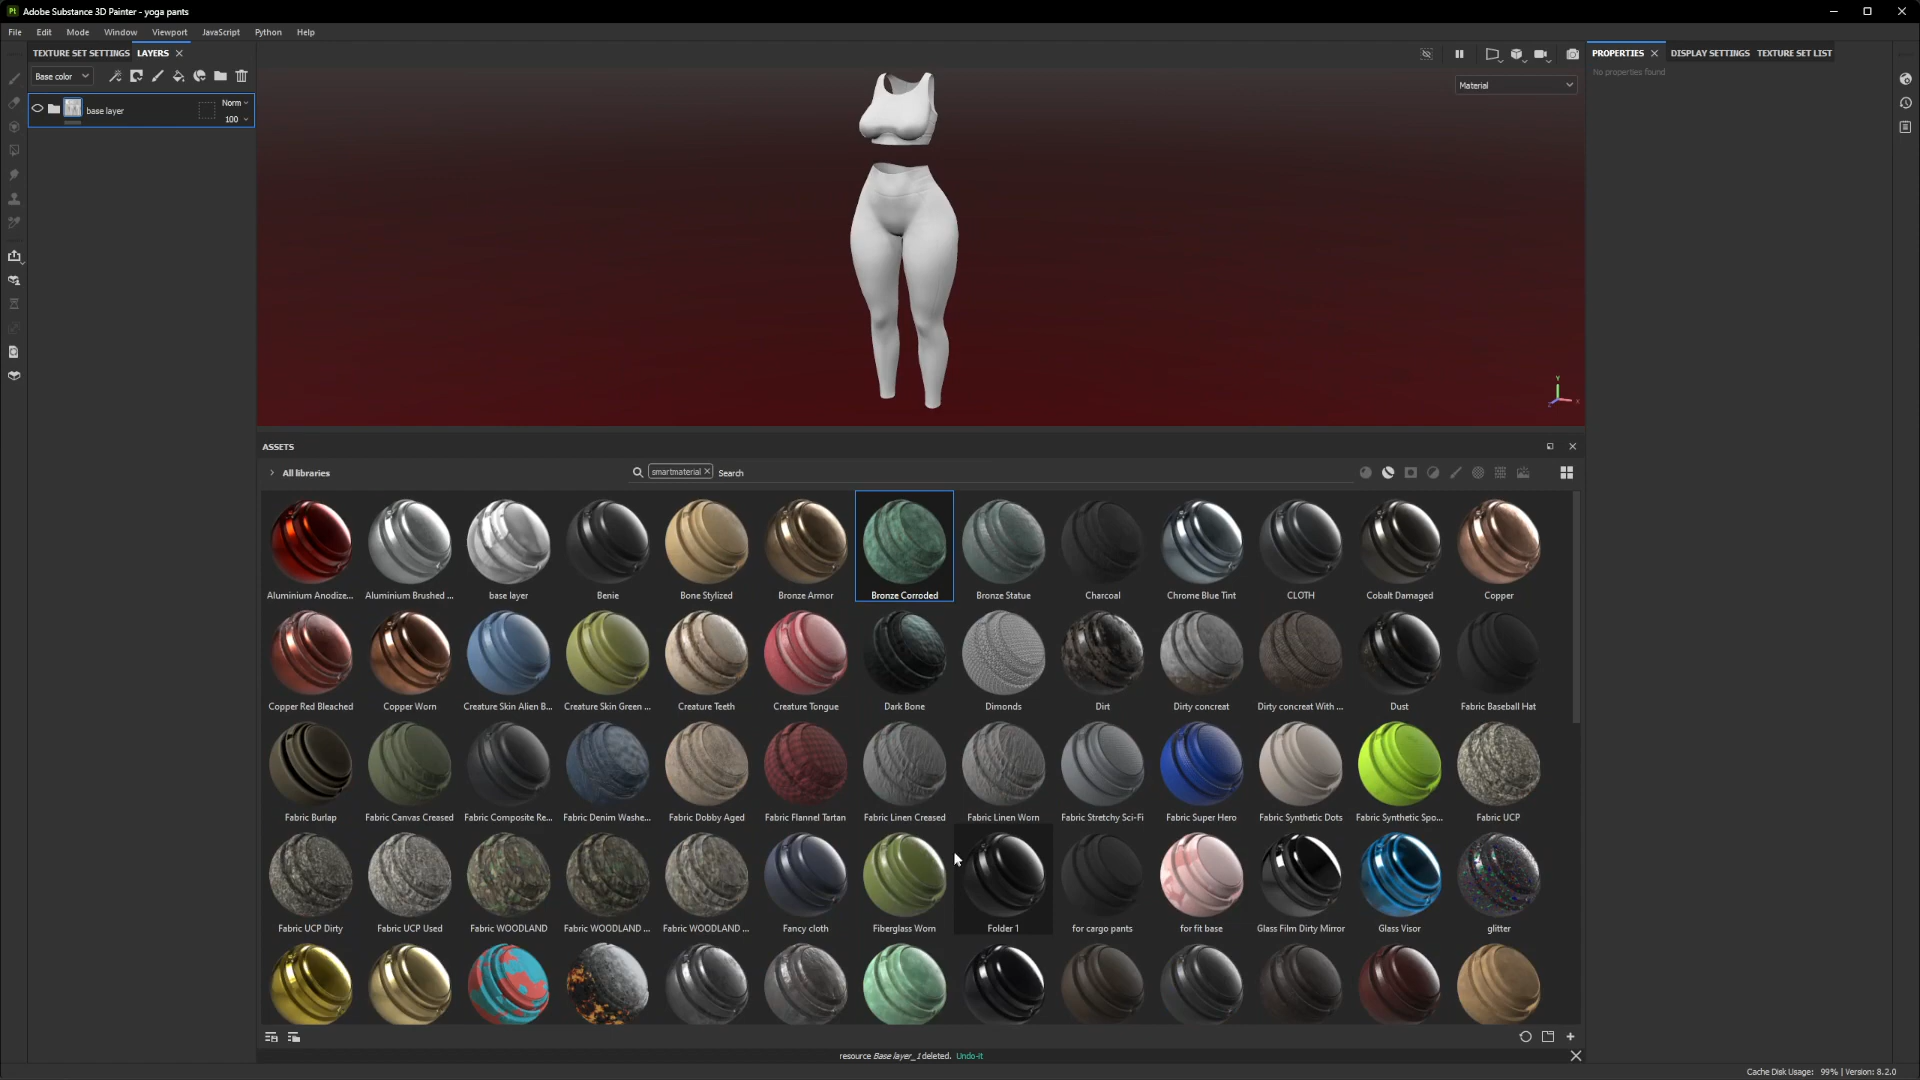 Pt Adobe Substance 3D Painter - yoga pants
File Edit Mode Window Viewport JavaScript Python Help
TEXTURE SET SETTINGS LAYERS
PROPERTIES DISPLAY SETTINGS TEXTURE SET LIST
No properties found
Base color
Material
base layer
Norm
100
Y
X
Z
ASSETS
All libraries
smartmaterial Search
Aluminium Anodize... Aluminium Brushed ... base layer Benie Bone Stylized Bronze Armor Bronze Corroded Bronze Statue Charcoal Chrome Blue Tint CLOTH Cobalt Damaged Copper
Copper Red Bleached Copper Worn Creature Skin Alien B... Creature Skin Green ... Creature Teeth Creature Tongue Dark Bone Dimonds Dirt Dirty concreat Dirty concreat With ... Dust Fabric Baseball Hat
Fabric Burlap Fabric Canvas Creased Fabric Composite Re... Fabric Denim Washe... Fabric Dobby Aged Fabric Flannel Tartan Fabric Linen Creased Fabric Linen Worn Fabric Stretchy Sci-Fi Fabric Super Hero Fabric Synthetic Dots Fabric Synthetic Spo... Fabric UCP
Fabric UCP Dirty Fabric UCP Used Fabric WOODLAND Fabric WOODLAND ... Fabric WOODLAND ... Fancy cloth Fiberglass Worn Folder 1 for cargo pants for fit base Glass Film Dirty Mirror Glass Visor glitter
resource Base layer_1 deleted. Undo-it
Cache Disk Usage: 99% | Version: 8.2.0